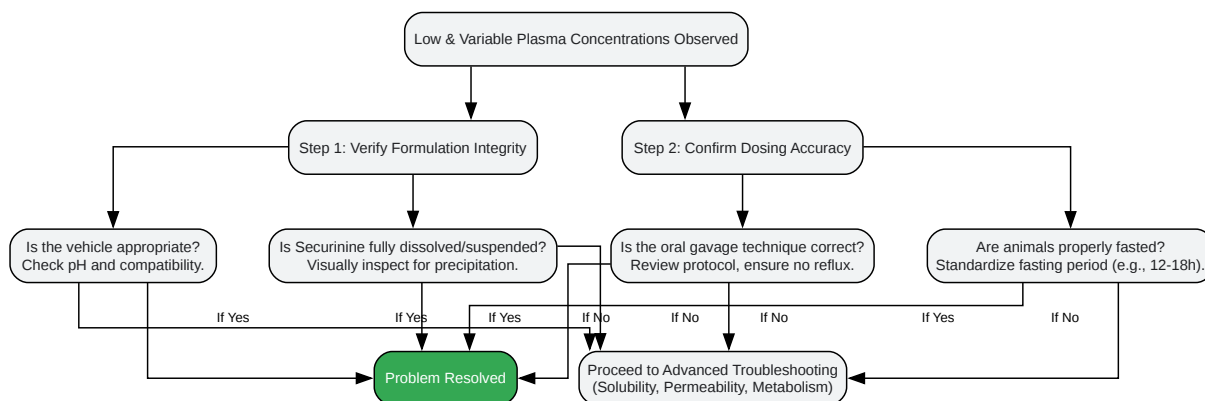 Low & Variable Plasma Concentrations Observed
Step 1: Verify Formulation Integrity
Step 2: Confirm Dosing Accuracy
Is the vehicle appropriate?
Check pH and compatibility.
Is Securinine fully dissolved/suspended?
Visually inspect for precipitation.
Is the oral gavage technique correct?
Review protocol, ensure no reflux.
Are animals properly fasted?
Standardize fasting period (e.g., 12-18h).
If Yes
If Yes
If Yes
If No
If No
If No
If Yes
If No
Problem Resolved
Proceed to Advanced Troubleshooting
(Solubility, Permeability, Metabolism)